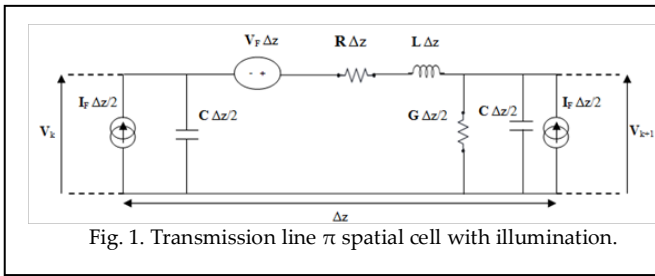 V_F Δz
R Δz
L Δz
I_F Δz/2
C Δz/2
G Δz/2
C Δz/2
I_F Δz/2
V_k
V_k+1
- +
Δz
Fig. 1. Transmission line π spatial cell with illumination.